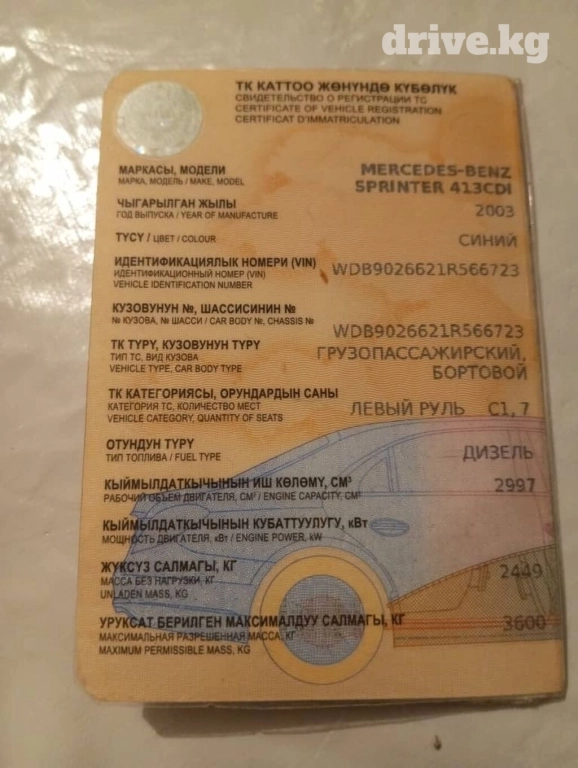 drive.kg
ТК КАТТОО ЖӨНҮНДӨ КҮБӨЛҮК
СВИДЕТЕЛЬСТВО О РЕГИСТРАЦИИ ТС
CERTIFICATE OF VEHICLE REGISTRATION
CERTIFICAT D'IMMATRICULATION
МАРКАСЫ, МОДЕЛИ
МАРКА, МОДЕЛЬ / MAKE, MODEL
MERCEDES-BENZ
SPRINTER 413CDI
ЧЫГАРЫЛГАН ЖЫЛЫ
ГОД ВЫПУСКА / YEAR OF MANUFACTURE
2003
ТҮСҮ / ЦВЕТ / COLOUR
СИНИЙ
ИДЕНТИФИКАЦИЯЛЫК НОМЕРИ (VIN)
ИДЕНТИФИКАЦИОННЫЙ НОМЕР (VIN)
VEHICLE IDENTIFICATION NUMBER
WDB9026621R566723
КУЗОВУНУН №, ШАССИСИНИН №
№ КУЗОВА, № ШАССИ / CAR BODY №, CHASSIS №
WDB9026621R566723
ТК ТҮРҮ, КУЗОВУНУН ТҮРҮ
ТИП ТС, ВИД КУЗОВА
VEHICLE TYPE, CAR BODY TYPE
ГРУЗОПАССАЖИРСКИЙ,
БОРТОВОЙ
ТК КАТЕГОРИЯСЫ, ОРУНДАРДЫН САНЫ
КАТЕГОРИЯ ТС, КОЛИЧЕСТВО МЕСТ
VEHICLE CATEGORY, QUANTITY OF SEATS
ЛЕВЫЙ РУЛЬ C1, 7
ОТУНДУН ТҮРҮ
ТИП ТОПЛИВА / FUEL TYPE
ДИЗЕЛЬ
КЫЙМЫЛДАТКЫЧЫНЫН ИШ КӨЛӨМҮ, СМ³
РАБОЧИЙ ОБЪЕМ ДВИГАТЕЛЯ, СМ³ / ENGINE CAPACITY, CM³
2997
КЫЙМЫЛДАТКЫЧЫНЫН КУБАТТУУЛУГУ, кВт
МОЩНОСТЬ ДВИГАТЕЛЯ, кВт / ENGINE POWER, kW
ЖҮКСҮЗ САЛМАГЫ, КГ
МАССА БЕЗ НАГРУЗКИ, КГ
UNLADEN MASS, KG
2449
УРУКСАТ БЕРИЛГЕН МАКСИМАЛДУУ САЛМАГЫ, КГ
МАКСИМАЛЬНАЯ РАЗРЕШЕННАЯ МАССА, КГ
MAXIMUM PERMISSIBLE MASS, KG
3600